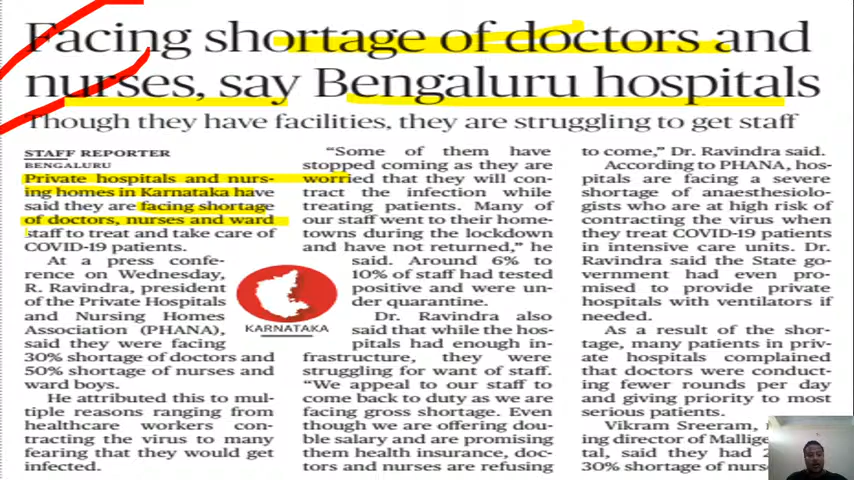 Facing shortage of doctors and
nurses, say Bengaluru hospitals
Though they have facilities, they are struggling to get staff
STAFF REPORTER
BENGALURU
Private hospitals and nurs-
ing homes in Karnataka have
said they are facing shortage
of doctors, nurses and ward
staff to treat and take care of
COVID-19 patients.
At a press confe-
rence on Wednesday,
R. Ravindra, president
of the Private Hospitals
and Nursing Homes
Association (PHANA),
said they were facing
30% shortage of doctors and
50% shortage of nurses and
ward boys.
He attributed this to mul-
tiple reasons ranging from
healthcare workers con-
tracting the virus to many
fearing that they would get
infected.
"Some of them have
stopped coming as they are
worried that they will con-
tract the infection while
treating patients. Many of
our staff went to their home-
towns during the lockdown
and have not returned," he
said. Around 6% to
10% of staff had tested
positive and were un-
der quarantine.
KARNATAKA
Dr. Ravindra also
said that while the hos-
pitals had enough in-
frastructure, they were
struggling for want of staff.
"We appeal to our staff to
come back to duty as we are
facing gross shortage. Even
though we are offering dou-
ble salary and are promising
them health insurance, doc-
tors and nurses are refusing
to come," Dr. Ravindra said.
According to PHANA, hos-
pitals are facing a severe
shortage of anaesthesiolo-
gists who are at high risk of
contracting the virus when
they treat COVID-19 patients
in intensive care units. Dr.
Ravindra said the State go-
vernment had even pro-
mised to provide private
hospitals with ventilators if
needed.
As a result of the shor-
tage, many patients in priv-
ate hospitals complained
that doctors were conduct-
ing fewer rounds per day
and giving priority to most
serious patients.
Vikram Sreeram,
ing director of Mallige
tal, said they had
30% shortage of